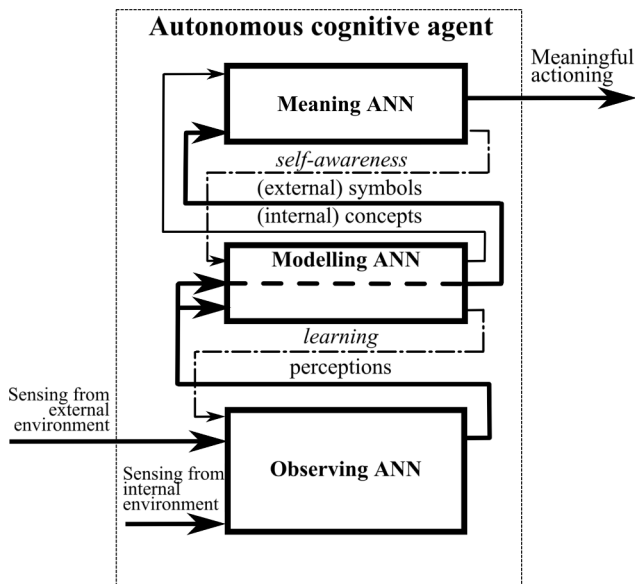 Autonomous cognitive agent
Meaningful
actioning
Meaning ANN
self-awareness
(external) symbols
(internal) concepts
Modelling ANN
learning
perceptions
Sensing from
external
environment
Observing ANN
Sensing from
internal
environment